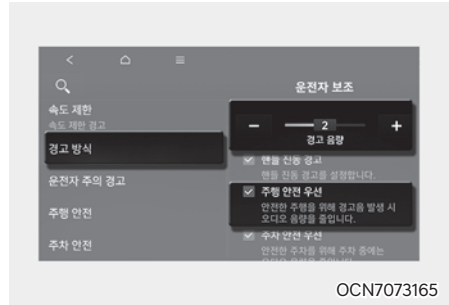 운전자 보조
속도 제한
속도 제한 경고
경고 방식
운전자 주의 경고
주행 안전
주차 안전
− 2 +
경고 음량
핸들 진동 경고
핸들 진동 경고를 설정합니다.
주행 안전 우선
안전한 주행을 위해 경고음 발생 시
오디오 음량을 줄입니다.
주차 안전 우선
안전한 주차를 위해 주차 중에는
OCN7073165